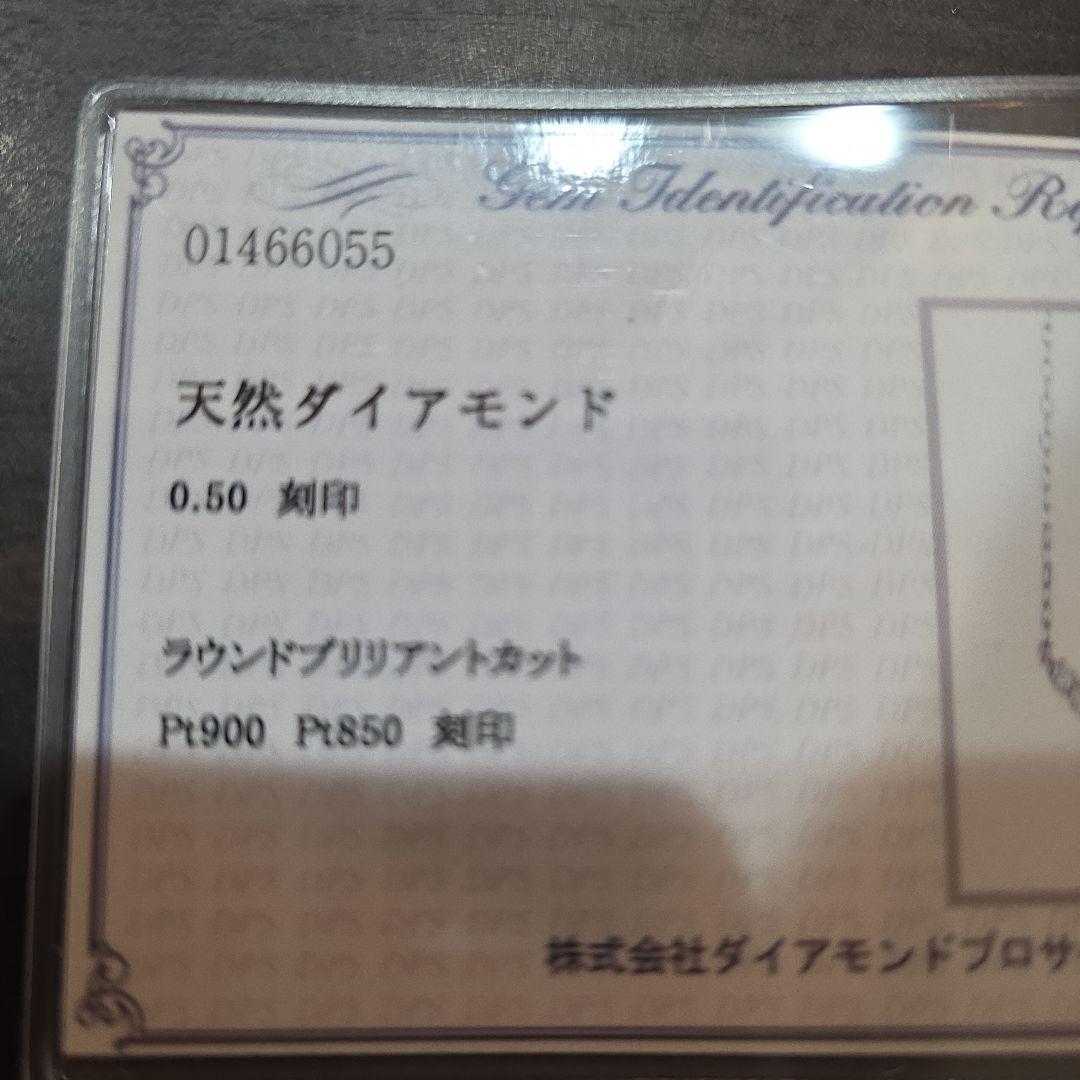 Gem Identification Rep
01466055
天然ダイアモンド
0.50 刻印
ラウンドブリリアントカット
Pt900 Pt850 刻印
株式会社ダイアモンドプロサ